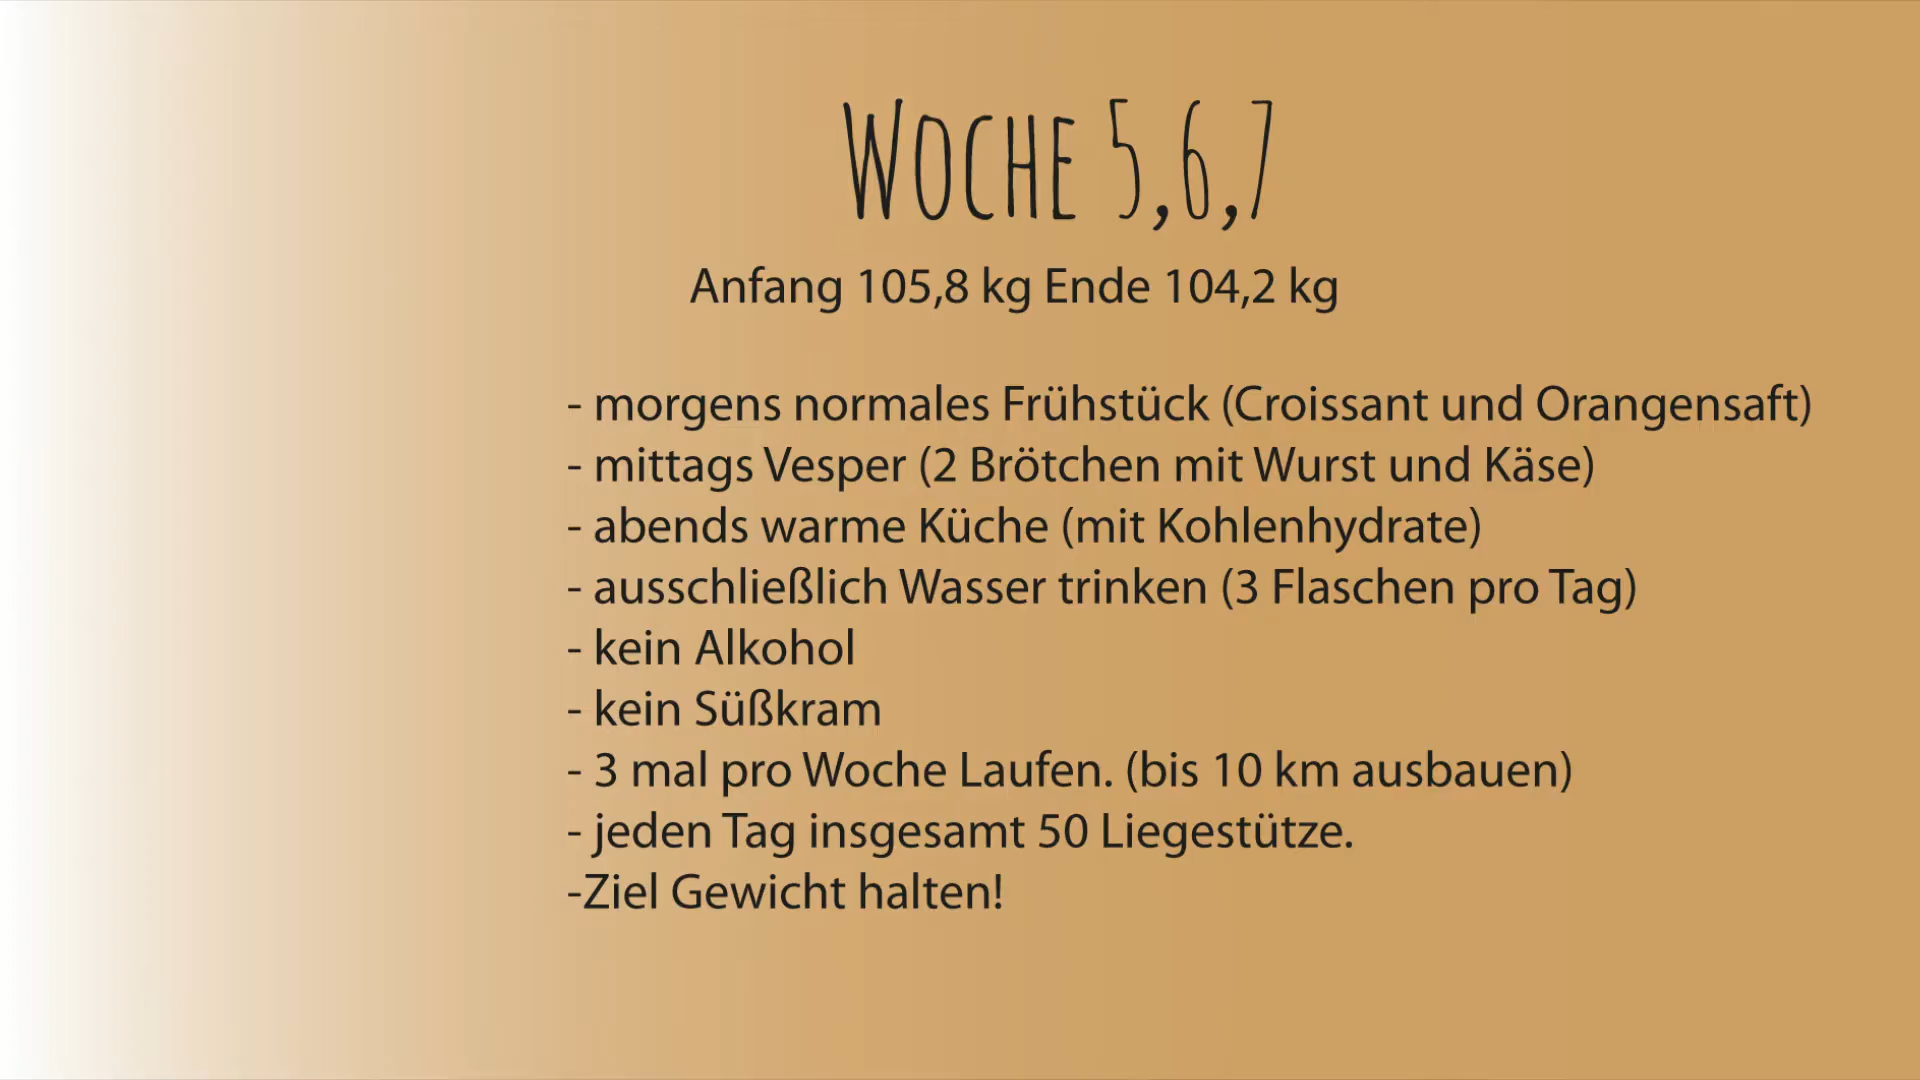 Woche 5,6,7
Anfang 105,8 kg Ende 104,2 kg
- morgens normales Frühstück (Croissant und Orangensaft)
- mittags Vesper (2 Brötchen mit Wurst und Käse)
- abends warme Küche (mit Kohlenhydrate)
- ausschließlich Wasser trinken (3 Flaschen pro Tag)
- kein Alkohol
- kein Süßkram
- 3 mal pro Woche Laufen. (bis 10 km ausbauen)
- jeden Tag insgesamt 50 Liegestütze.
-Ziel Gewicht halten!